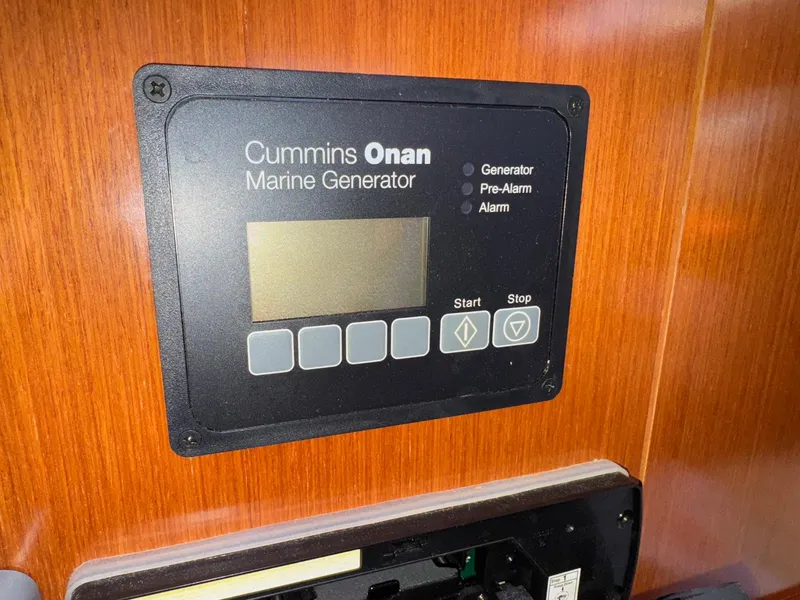 Cummins Onan
Marine Generator
Generator
Pre-Alarm
Alarm
Start
Stop